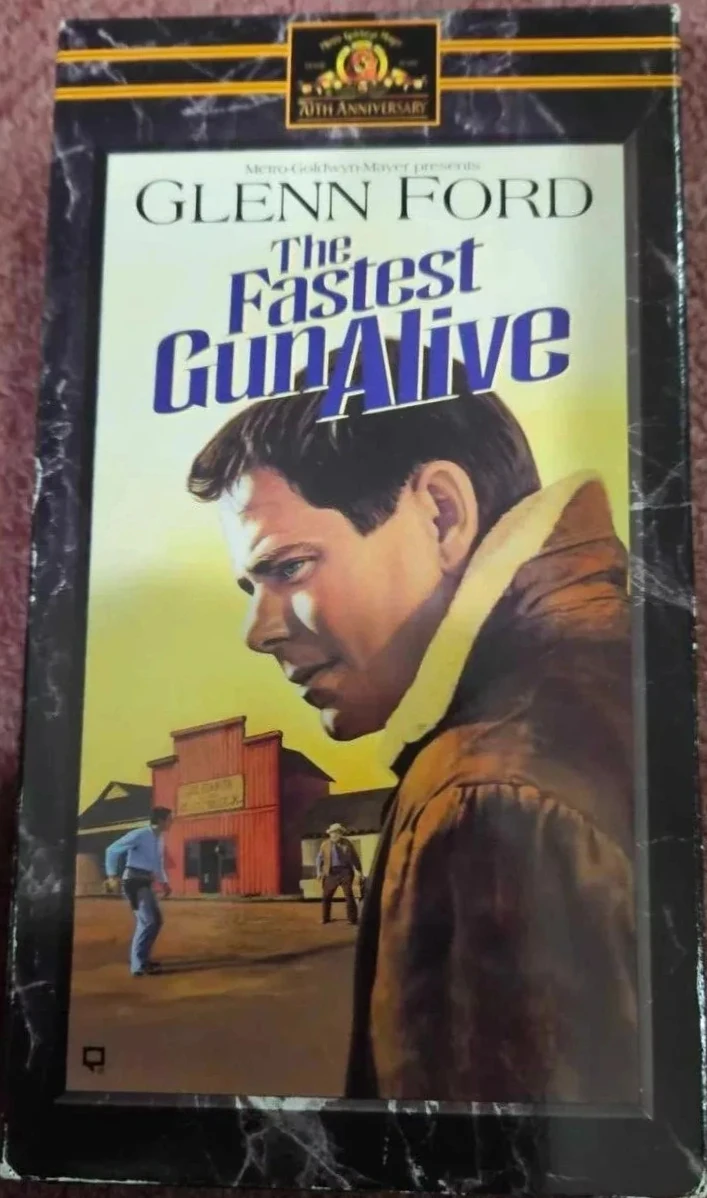 70TH ANNIVERSARY
Metro-Goldwyn-Mayer presents
GLENN FORD
The
Fastest
Gun Alive